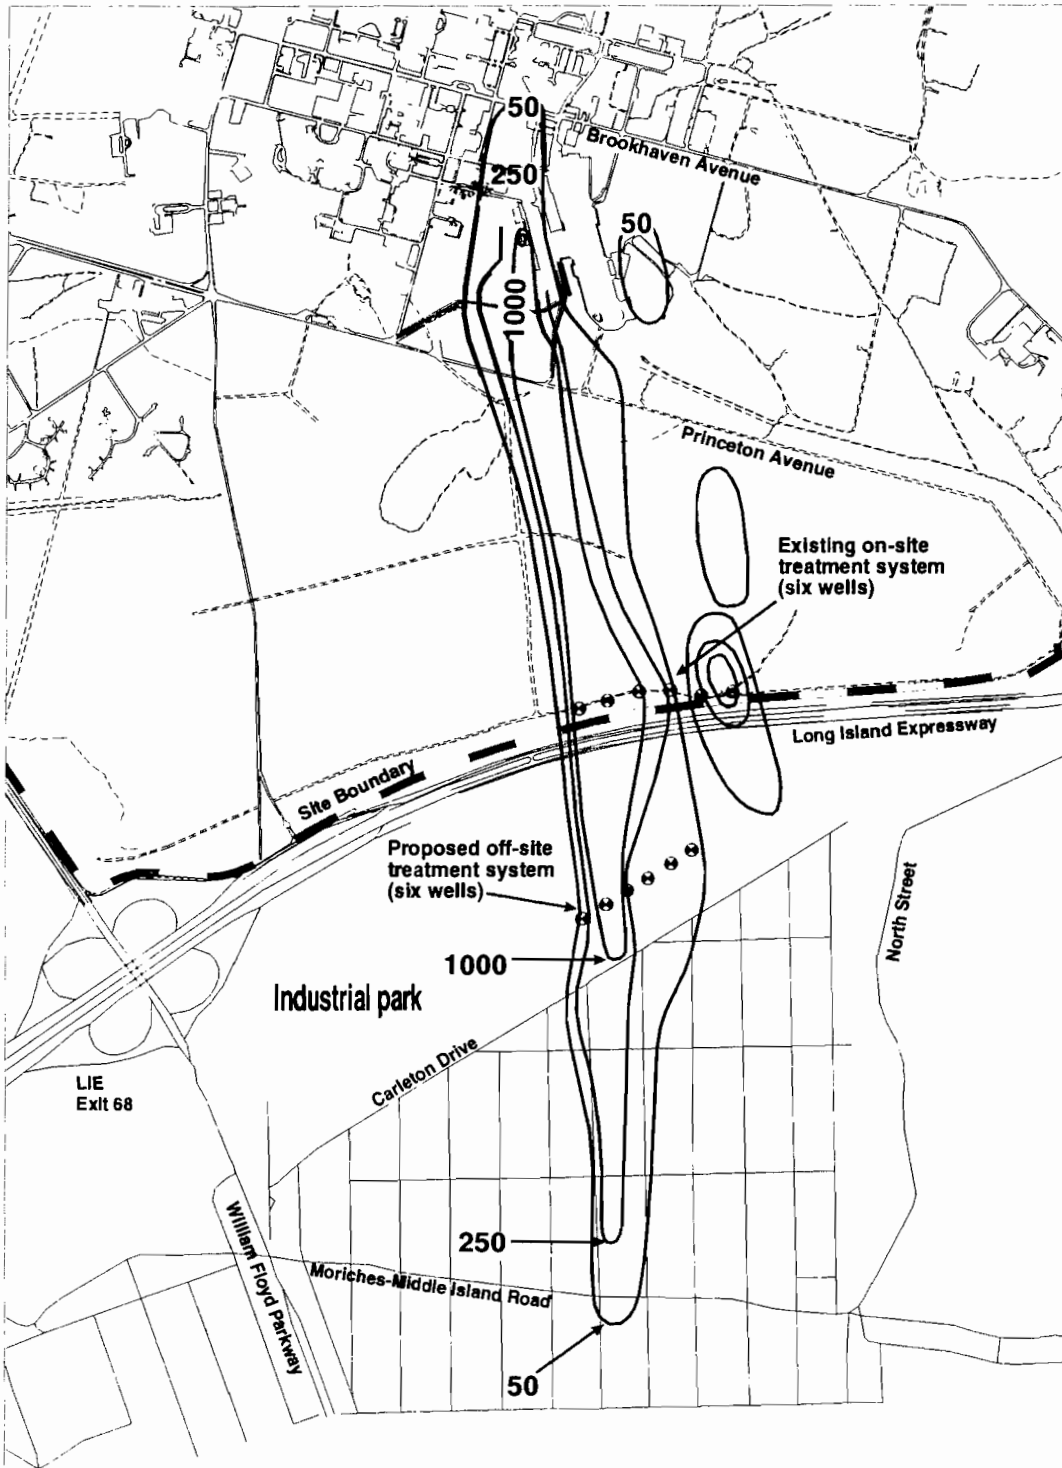 50
Brookhaven Avenue
250
50
1000
Princeton Avenue
Existing on-site
treatment system
(six wells)
Long Island Expressway
Site Boundary
Proposed off-site
treatment system
(six wells)
North Street
1000
Industrial park
Carleton Drive
LIE
Exit 68
William Floyd Parkway
250
Moriches-Middle Island Road
50